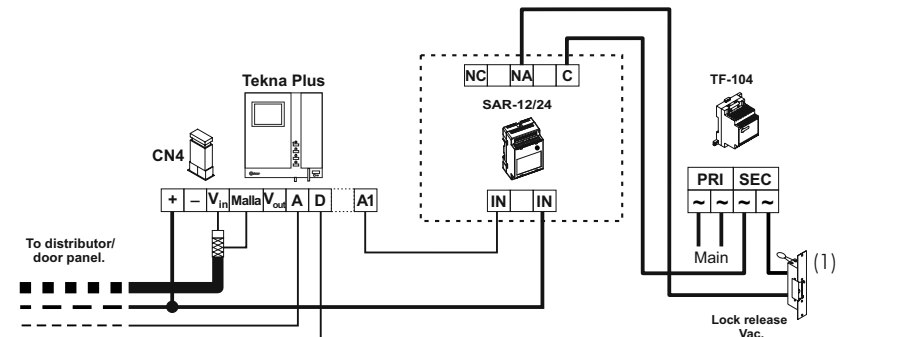 NC NA C
TF-104
Tekna Plus
SAR-12/24
CN4
PRI SEC
+ – Vin Malla Vout A D A1
IN IN
~ ~ ~ ~
To distributor/
door panel.
Main
(1)
Lock release
Vac.